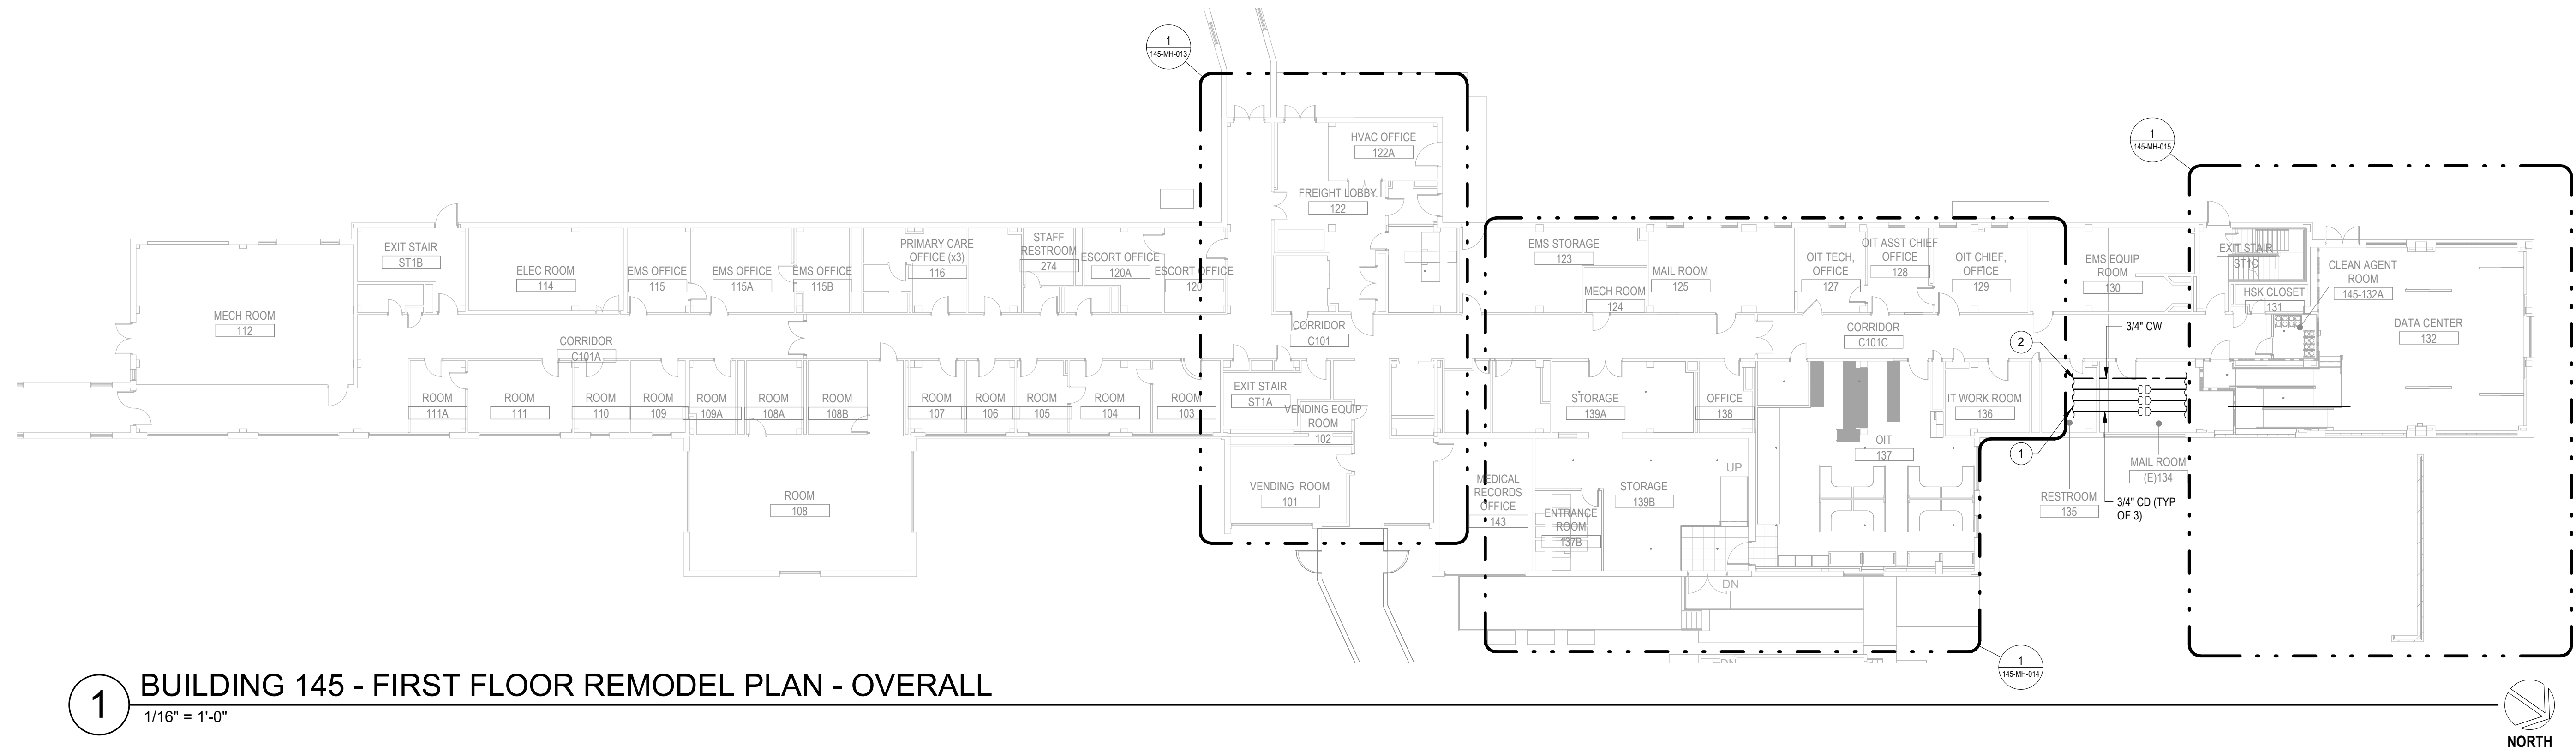 1
145-MH-013
1
145-MH-015
HVAC OFFICE
122A
FREIGHT LOBBY
122
EXIT STAIR
ST1B
ELEC ROOM
114
EMS OFFICE
115
EMS OFFICE
115A
EMS OFFICE
115B
PRIMARY CARE
OFFICE (x3)
116
STAFF
RESTROOM
274
ESCORT OFFICE
120A
ESCORT OFFICE
120
EMS STORAGE
123
MECH ROOM
124
MAIL ROOM
125
OIT TECH,
OFFICE
127
OIT ASST CHIEF
OFFICE
128
OIT CHIEF,
OFFICE
129
EMS EQUIP
ROOM
130
EXIT STAIR
ST1C
HSK CLOSET
131
CLEAN AGENT
ROOM
145-132A
DATA CENTER
132
MECH ROOM
112
CORRIDOR
C101A
CORRIDOR
C101
CORRIDOR
C101C
3/4" CW
2
CD
CD
CD
1
ROOM
111A
ROOM
111
ROOM
110
ROOM
109
ROOM
109A
ROOM
108A
ROOM
108B
ROOM
107
ROOM
106
ROOM
105
ROOM
104
ROOM
103
EXIT STAIR
ST1A
VENDING EQUIP
ROOM
102
STORAGE
139A
OFFICE
138
IT WORK ROOM
136
OIT
137
ROOM
108
VENDING ROOM
101
MEDICAL
RECORDS
OFFICE
143
ENTRANCE
ROOM
137B
STORAGE
139B
UP
DN
DN
RESTROOM
135
MAIL ROOM
(E)134
3/4" CD (TYP
OF 3)
1
145-MH-014
1
BUILDING 145 - FIRST FLOOR REMODEL PLAN - OVERALL
1/16" = 1'-0"
NORTH